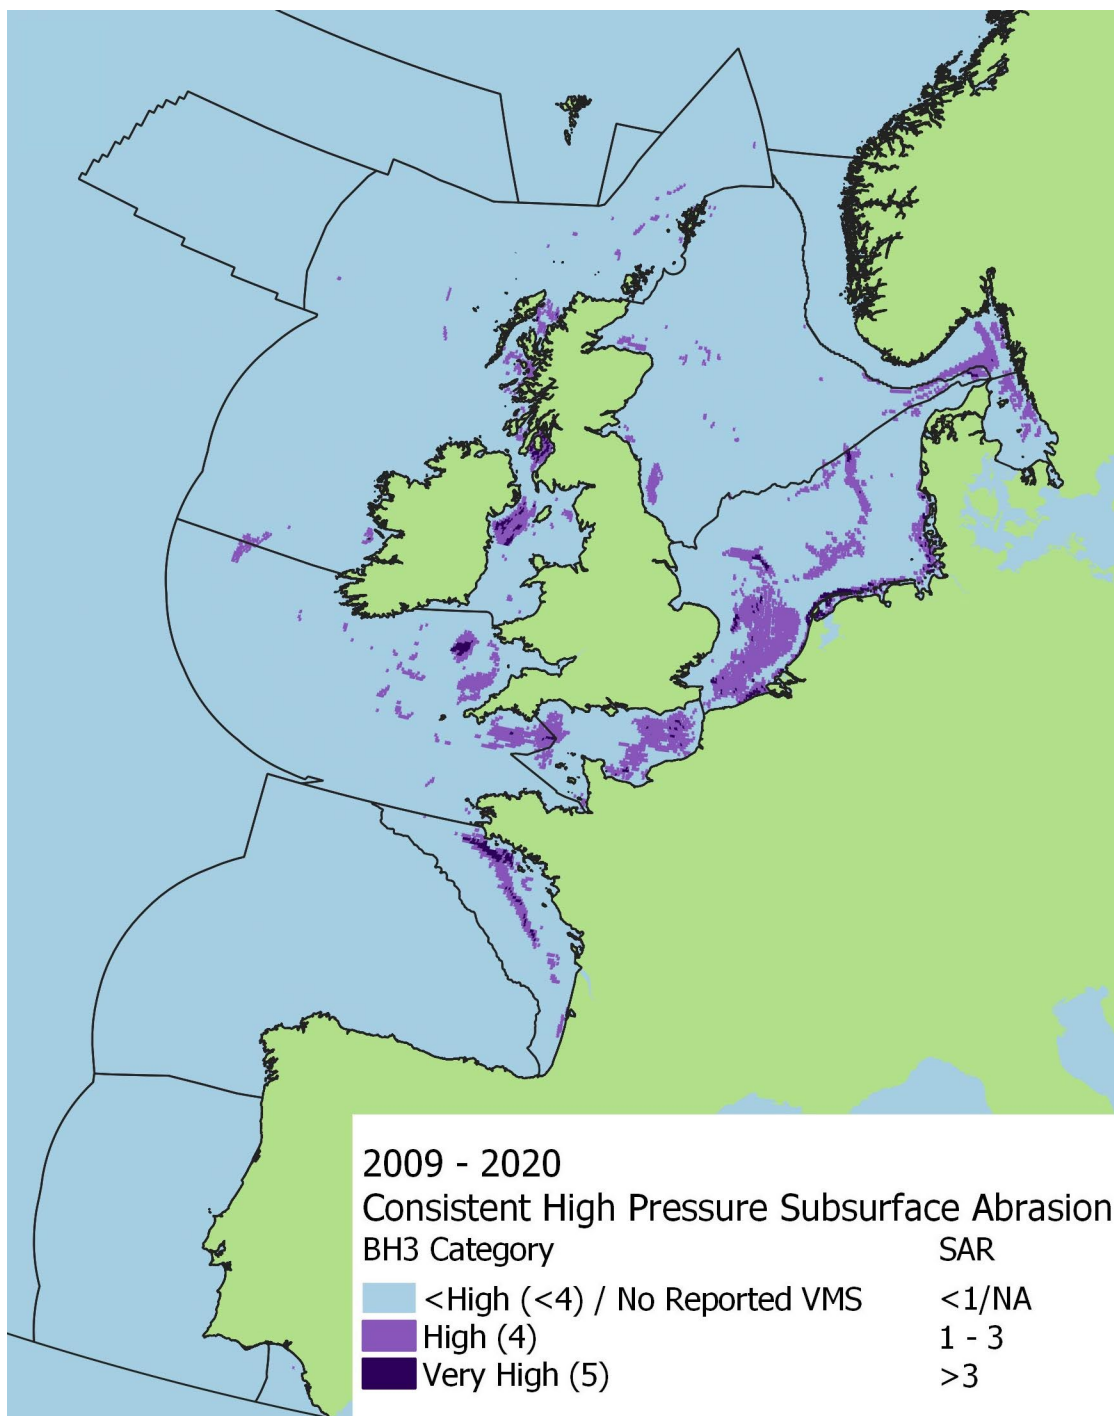 2009 - 2020
Consistent High Pressure Subsurface Abrasion
BH3 Category SAR
<High (<4) / No Reported VMS <1/NA
High (4) 1 - 3
Very High (5) >3